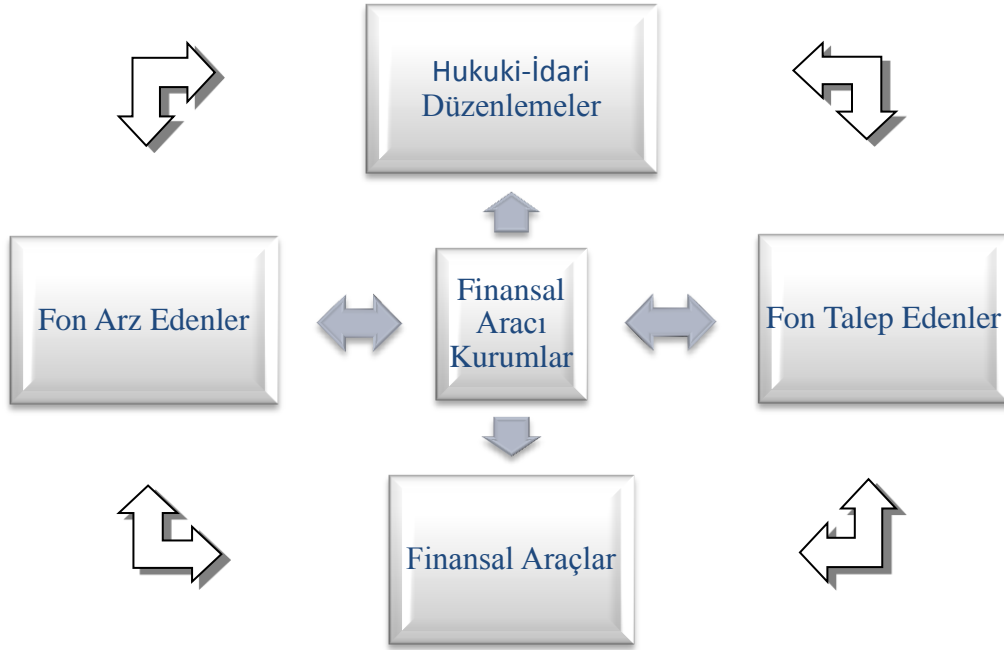 Hukuki-İdari
Düzenlemeler
Fon Arz Edenler
Finansal
Aracı
Kurumlar
Fon Talep Edenler
Finansal Araçlar